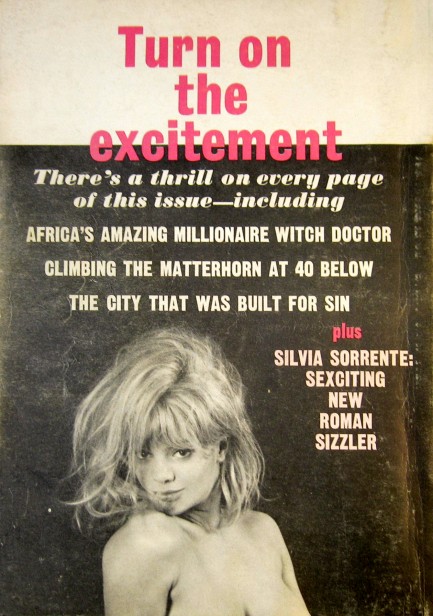 Turn on
the
excitement
There's a thrill on every page
of this issue—including
AFRICA'S AMAZING MILLIONAIRE WITCH DOCTOR
CLIMBING THE MATTERHORN AT 40 BELOW
THE CITY THAT WAS BUILT FOR SIN
plus
SILVIA SORRENTE:
SEXCITING
NEW
ROMAN
SIZZLER